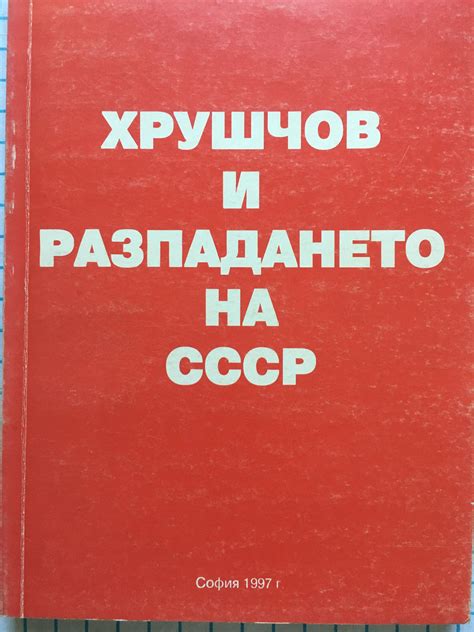 ХРУШЧОВ
И
РАЗПАДАНЕТО
НА
СССР
София 1997 г